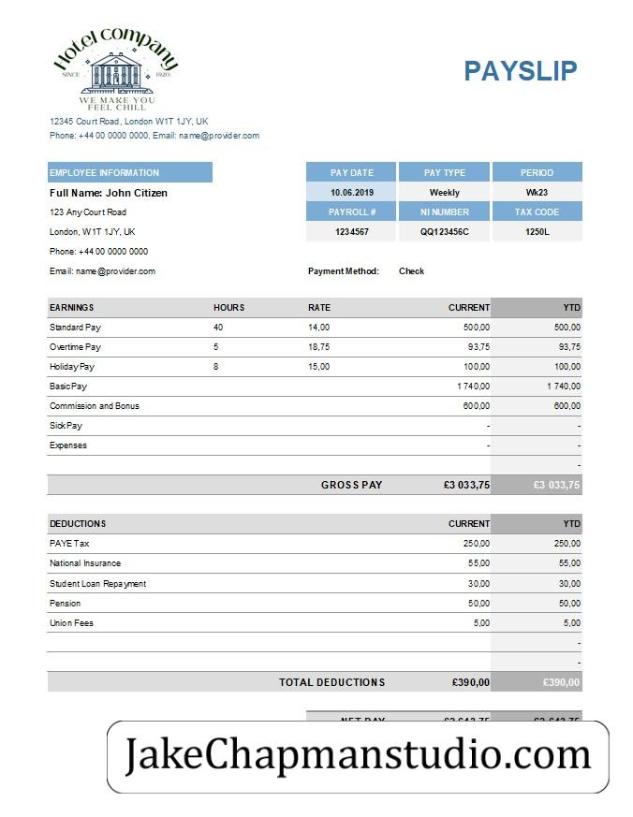 Hotel Company
SINCE 1920
WE MAKE YOU
FEEL CHILL
PAYSLIP
12345 Court Road, London W1T 1JY, UK
Phone: +44 00 0000 0000, Email: name@provider.com
EMPLOYEE INFORMATION PAY DATE PAY TYPE PERIOD
Full Name: John Citizen 10.06.2019 Weekly Wk23
123 Any Court Road PAYROLL # NI NUMBER TAX CODE
London, W1T 1JY, UK 1234567 QQ123456C 1250L
Phone: +44 00 0000 0000
Email: name@provider.com Payment Method: Check
EARNINGS HOURS RATE CURRENT YTD
Standard Pay 40 14,00 500,00 500,00
Overtime Pay 5 18,75 93,75 93,75
Holiday Pay 8 15,00 100,00 100,00
Basic Pay 1 740,00 1 740,00
Commission and Bonus 600,00 600,00
Sick Pay - -
Expenses - -
-
GROSS PAY £3 033,75 £3 033,75
DEDUCTIONS CURRENT YTD
PAYE Tax 250,00 250,00
National Insurance 55,00 55,00
Student Loan Repayment 30,00 30,00
Pension 50,00 50,00
Union Fees 5,00 5,00
-
-
TOTAL DEDUCTIONS £390,00 £390,00
NET PAY £2 643,75 £2 643,75
JakeChapmanstudio.com